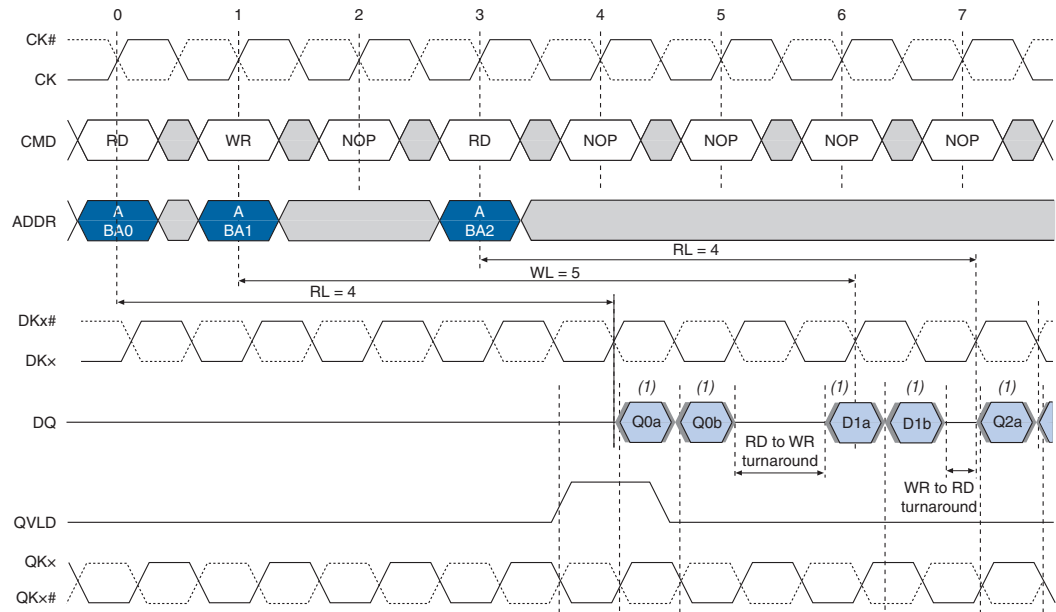 0 1 2 3 4 5 6 7
CK#
CK
CMD RD WR NOP RD NOP NOP NOP NOP
ADDR A A A
BA0 BA1 BA2
RL = 4
WL = 5
RL = 4
DKx#
DKx
(1) (1) (1) (1) (1)
DQ Q0a Q0b D1a D1b Q2a
RD to WR
turnaround
WR to RD
turnaround
QVLD
QKx
QKx#